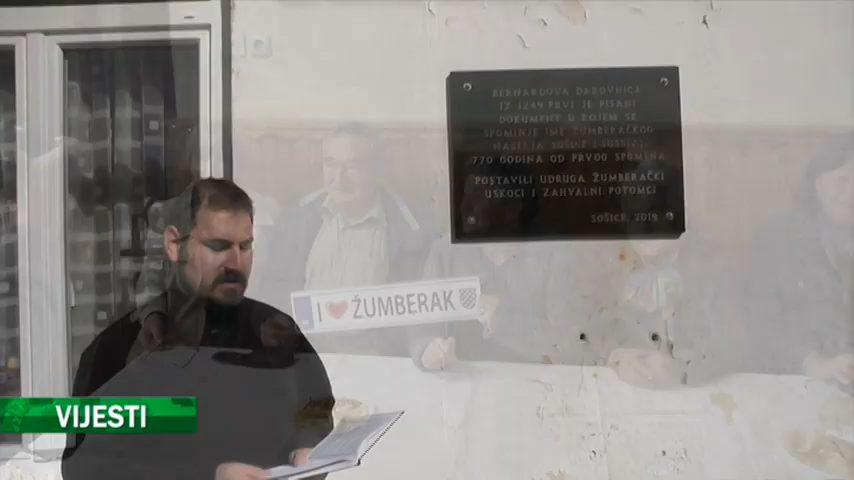 BERNARDOVA DAROVNICA
IZ 1249. PRVI JE PISANI
DOKUMENT U KOJEM SE
SPOMINJE IME ŽUMBERAČKOG
NASELJA SOŠICE
770 GODINA OD PRVOG SPOMENA
POSTAVILI UDRUGA ŽUMBERAČKI
USKOCI I ZAHVALNI POTOMCI
SOŠICE, 2019
I ❤ ŽUMBERAK
VIJESTI